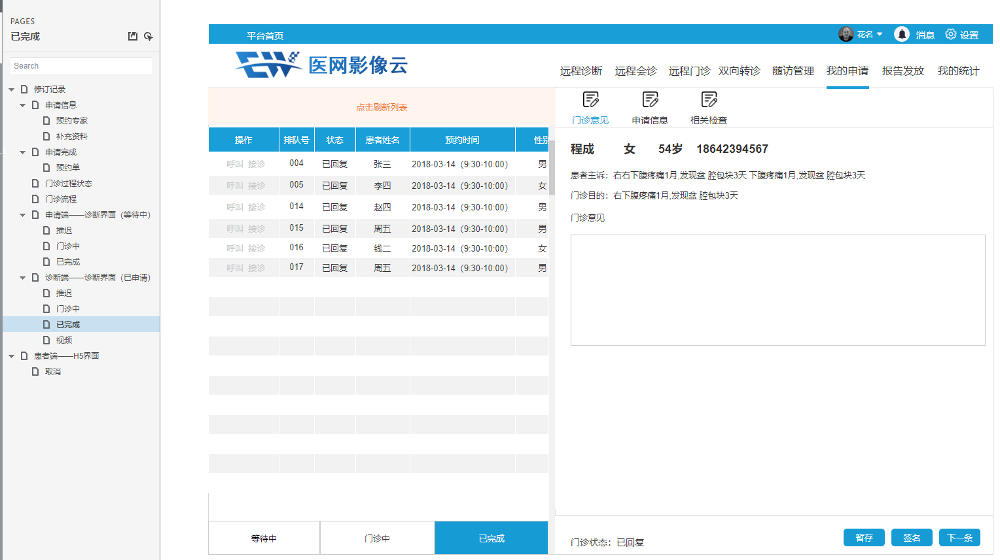 PAGES
已完成
Search
修订记录
申请信息
预约专家
补充资料
申请完成
预约单
门诊过程状态
门诊流程
申请端——诊断界面（等待中）
推迟
门诊中
已完成
诊断端——诊断界面（已申请）
推迟
门诊中
已完成
视频
患者端——H5界面
取消
平台首页 花名 消息 设置
EW 医网影像云
远程诊断 远程会诊 远程门诊 双向转诊 随访管理 我的申请 报告发放 我的统计
点击刷新列表
操作 排队号 状态 患者姓名 预约时间 性别
呼叫 接诊 004 已回复 张三 2018-03-14（9:30-10:00） 男
呼叫 接诊 005 已回复 李四 2018-03-14（9:30-10:00） 女
呼叫 接诊 014 已回复 赵四 2018-03-14（9:30-10:00） 男
呼叫 接诊 015 已回复 周五 2018-03-14（9:30-10:00） 男
呼叫 接诊 016 已回复 钱二 2018-03-14（9:30-10:00） 女
呼叫 接诊 017 已回复 周五 2018-03-14（9:30-10:00） 男
等待中 门诊中 已完成
门诊意见 申请信息 相关检查
程成 女 54岁 18642394567
患者主诉：右右下腹疼痛1月,发现盆 腔包块3天 下腹疼痛1月,发现盆 腔包块3天
门诊目的：右下腹疼痛1月,发现盆 腔包块3天
门诊意见
门诊状态：已回复 暂存 签名 下一条